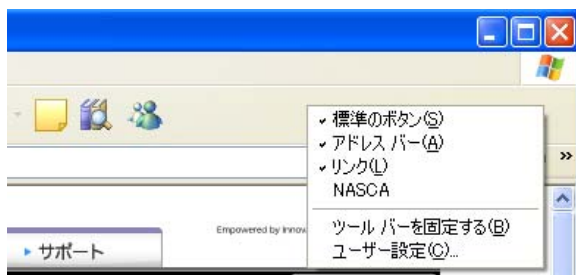 標準のボタン(S)
アドレス バー(A)
リンク(L)
»
NASCA
ツール バーを固定する(B)
ユーザー設定(C)...
Empowered by Innov
サポート